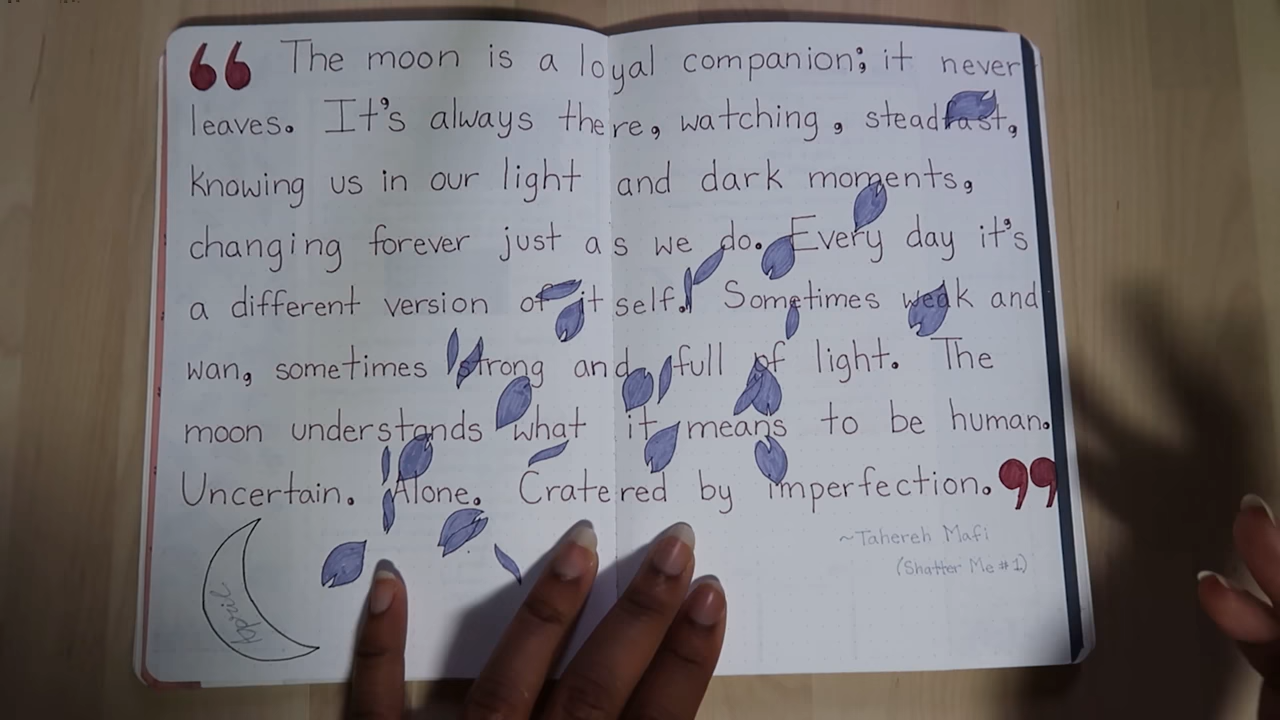 “ The moon is a loyal companion; it never
leaves. It's always there, watching, steadfast,
knowing us in our light and dark moments,
changing forever just as we do. Every day it's
a different version of itself. Sometimes weak and
wan, sometimes strong and full of light. The
moon understands what it means to be human.
Uncertain. Alone. Cratered by imperfection.”
~Tahereh Mafi
(Shatter Me #1)
April